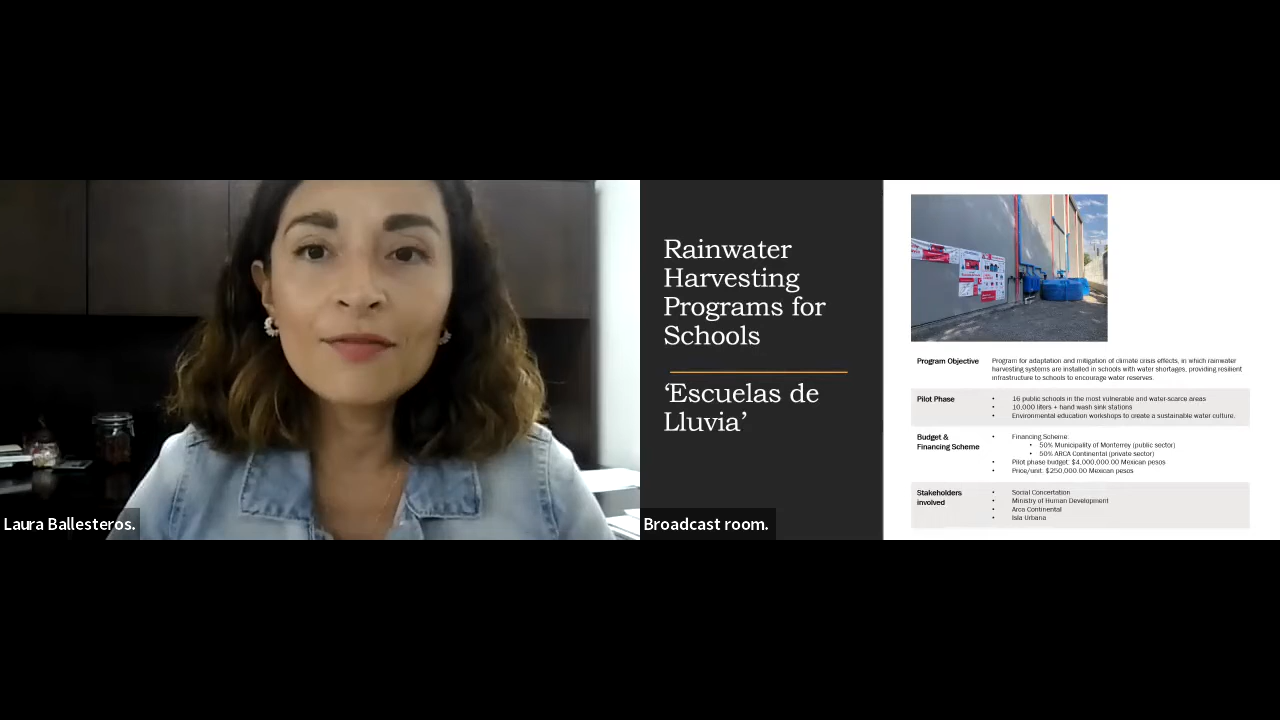 Laura Ballesteros.
Rainwater
Harvesting
Programs for
Schools
‘Escuelas de
Lluvia’
Broadcast room.
Program Objective
Program for adaptation and mitigation of climate crisis effects, in which rainwater
harvesting systems are installed in schools with water shortages, providing resilient
infrastructure to schools to encourage water reserves.
Pilot Phase
• 16 public schools in the most vulnerable and water-scarce areas
• 10,000 liters + hand wash sink stations
• Environmental education workshops to create a sustainable water culture.
Budget &
Financing Scheme
• Financing Scheme:
• 50% Municipality of Monterrey (public sector)
• 50% ARCA Continental (private sector)
• Pilot phase budget: $4,000,000.00 Mexican pesos
• Price/unit: $250,000.00 Mexican pesos
Stakeholders
involved
• Social Concertation
• Ministry of Human Development
• Arca Continental
• Isla Urbana